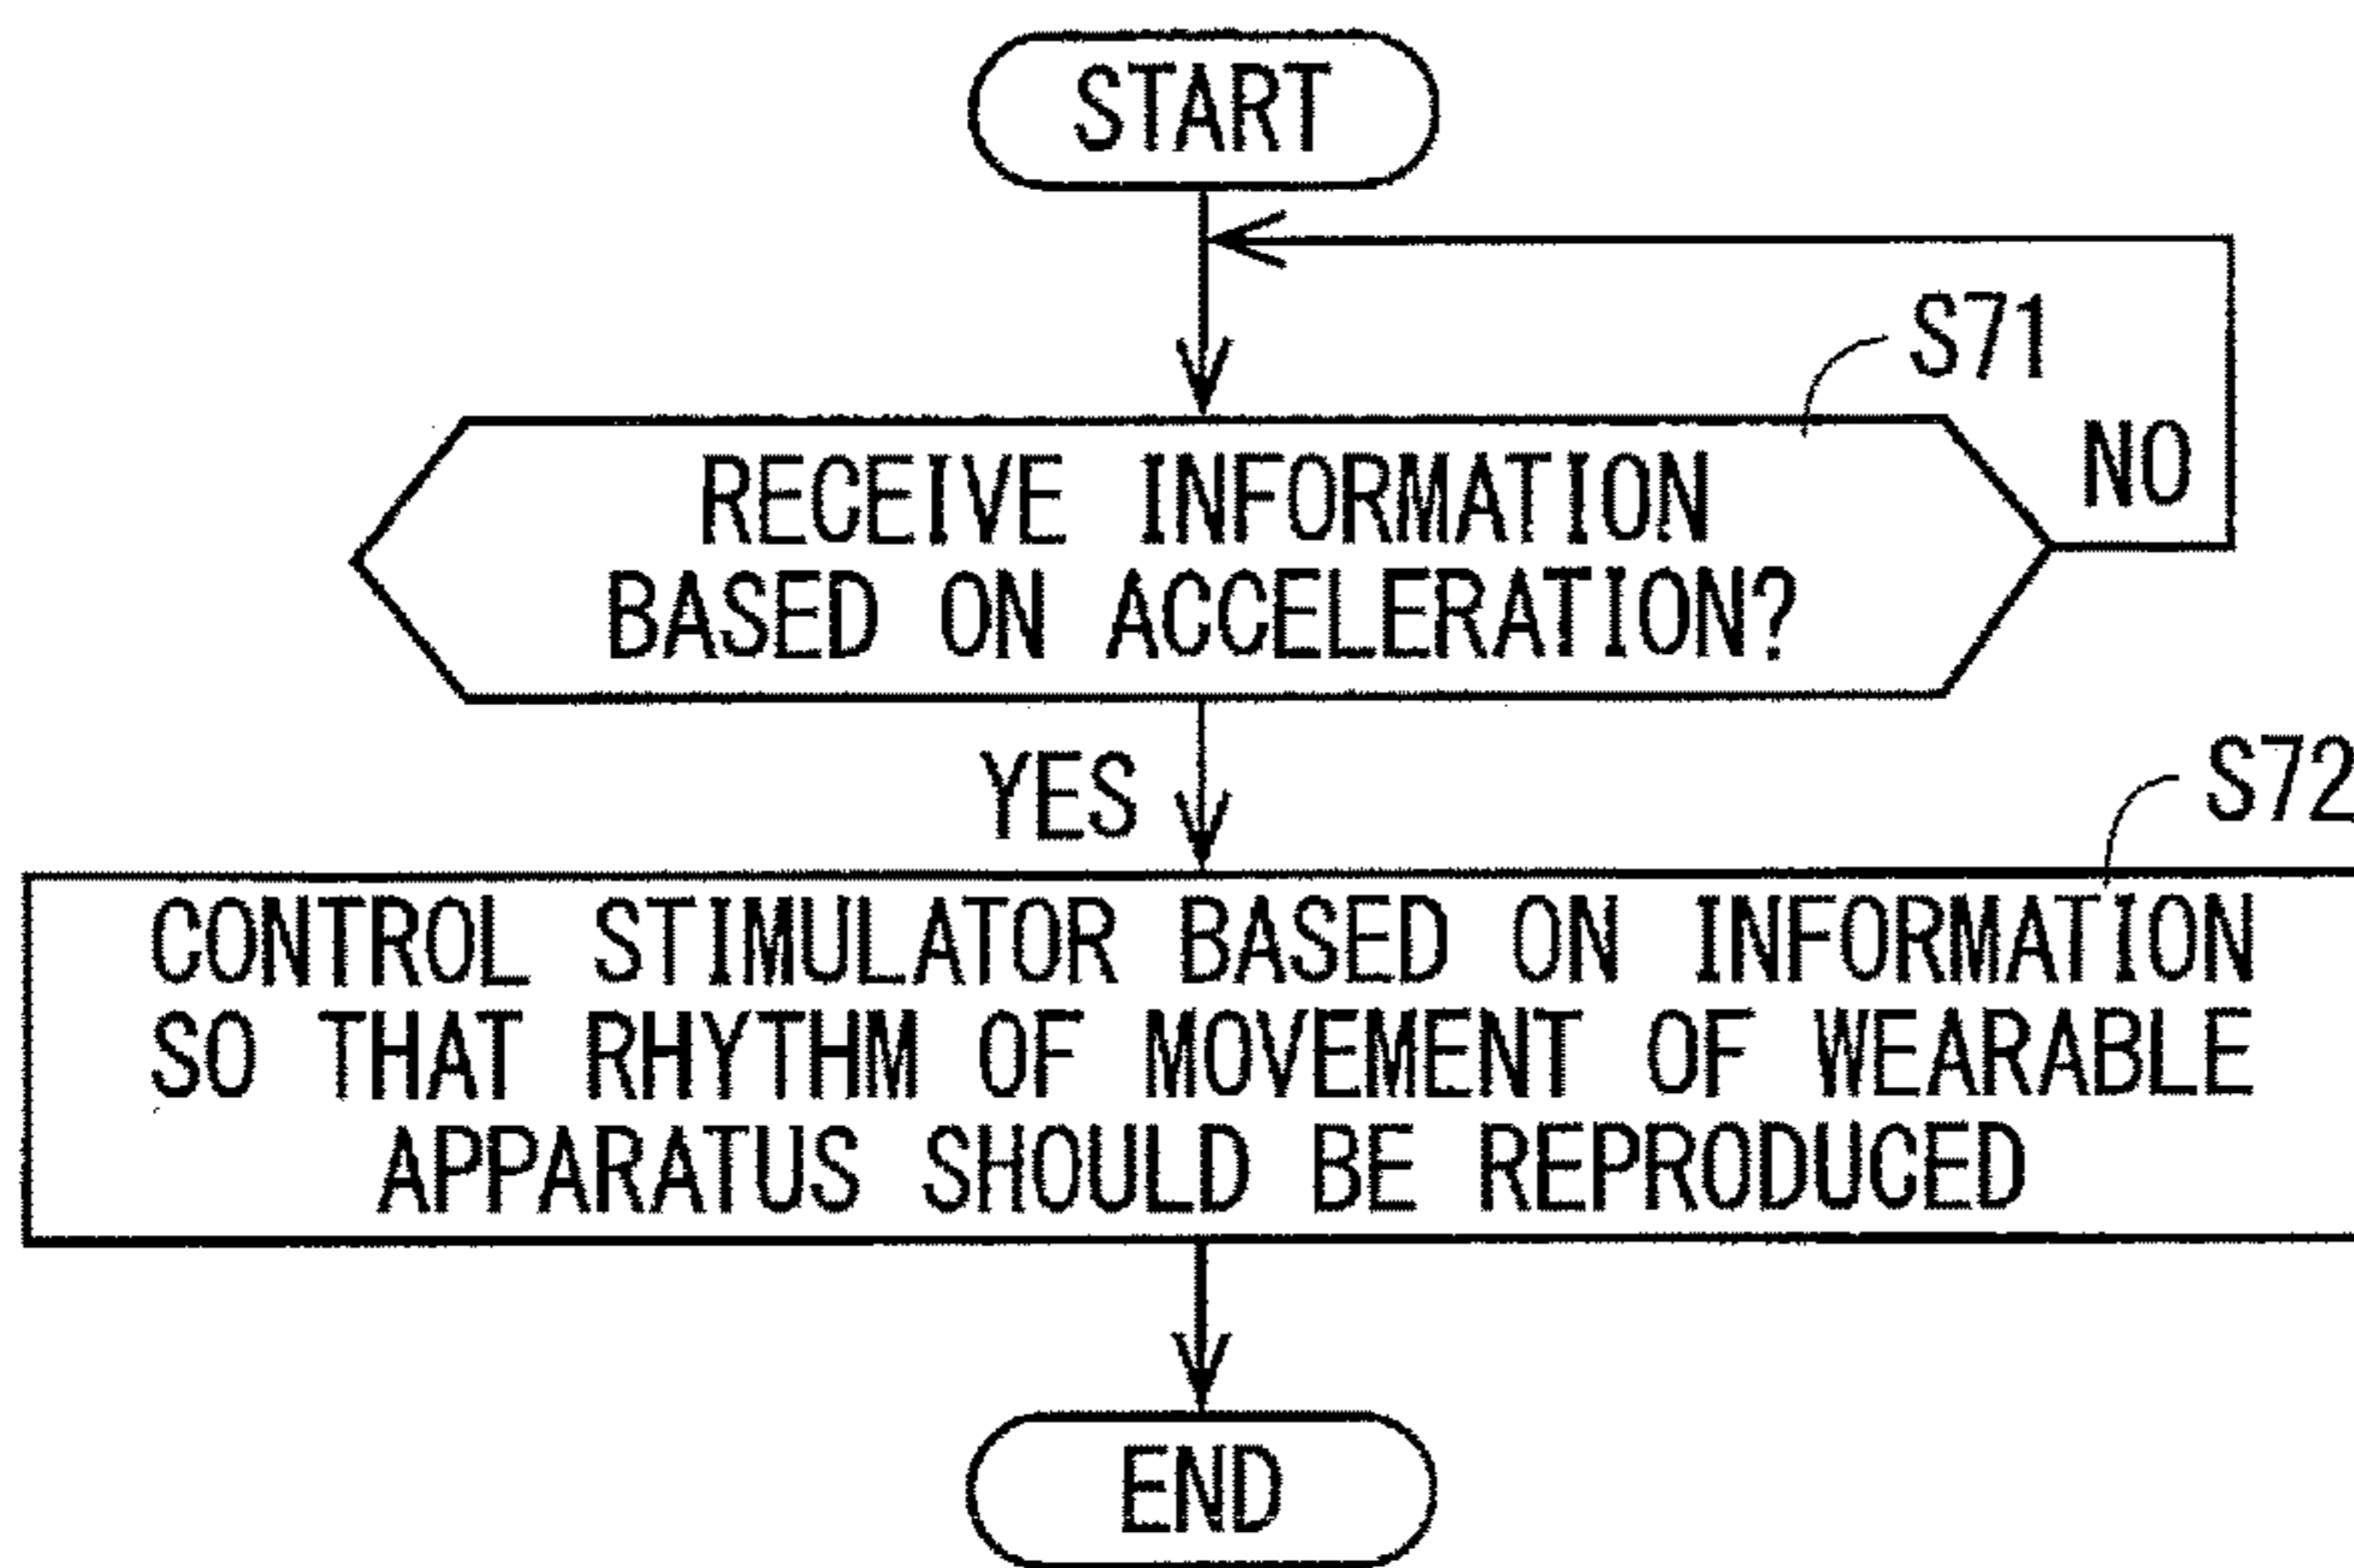 START
S71
NO
RECEIVE INFORMATION
BASED ON ACCELERATION?
YES
S72
CONTROL STIMULATOR BASED ON INFORMATION
SO THAT RHYTHM OF MOVEMENT OF WEARABLE
APPARATUS SHOULD BE REPRODUCED
END